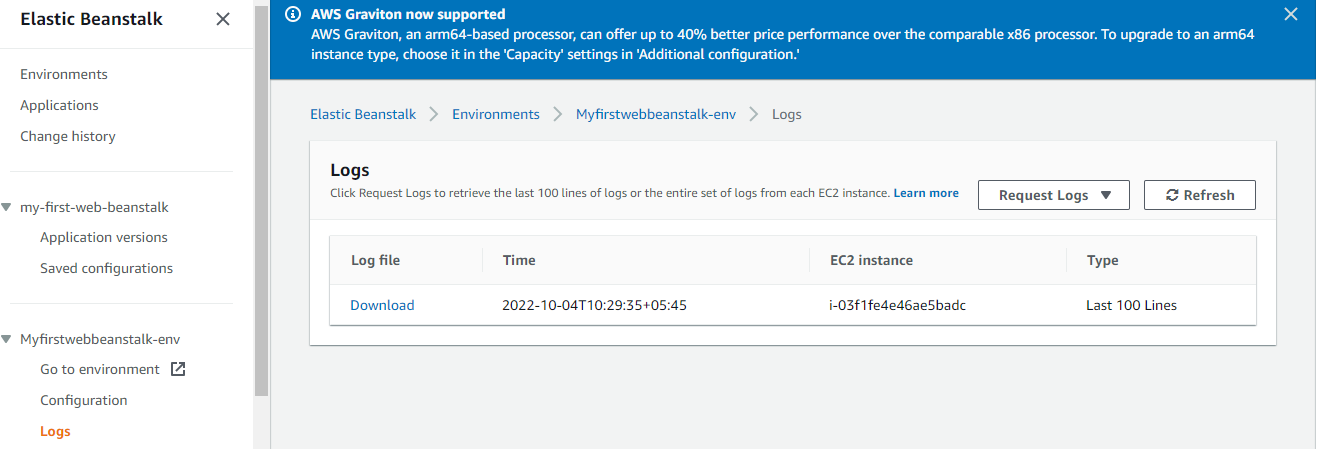 Elastic Beanstalk
Environments
Applications
Change history
my-first-web-beanstalk
Application versions
Saved configurations
Myfirstwebbeanstalk-env
Go to environment
Configuration
Logs
AWS Graviton now supported
AWS Graviton, an arm64-based processor, can offer up to 40% better price performance over the comparable x86 processor. To upgrade to an arm64
instance type, choose it in the 'Capacity' settings in 'Additional configuration.'
Elastic Beanstalk Environments Myfirstwebbeanstalk-env Logs
Logs
Click Request Logs to retrieve the last 100 lines of logs or the entire set of logs from each EC2 instance. Learn more
Request Logs Refresh
Log file Time EC2 instance Type
Download 2022-10-04T10:29:35+05:45 i-03f1fe4e46ae5badc Last 100 Lines